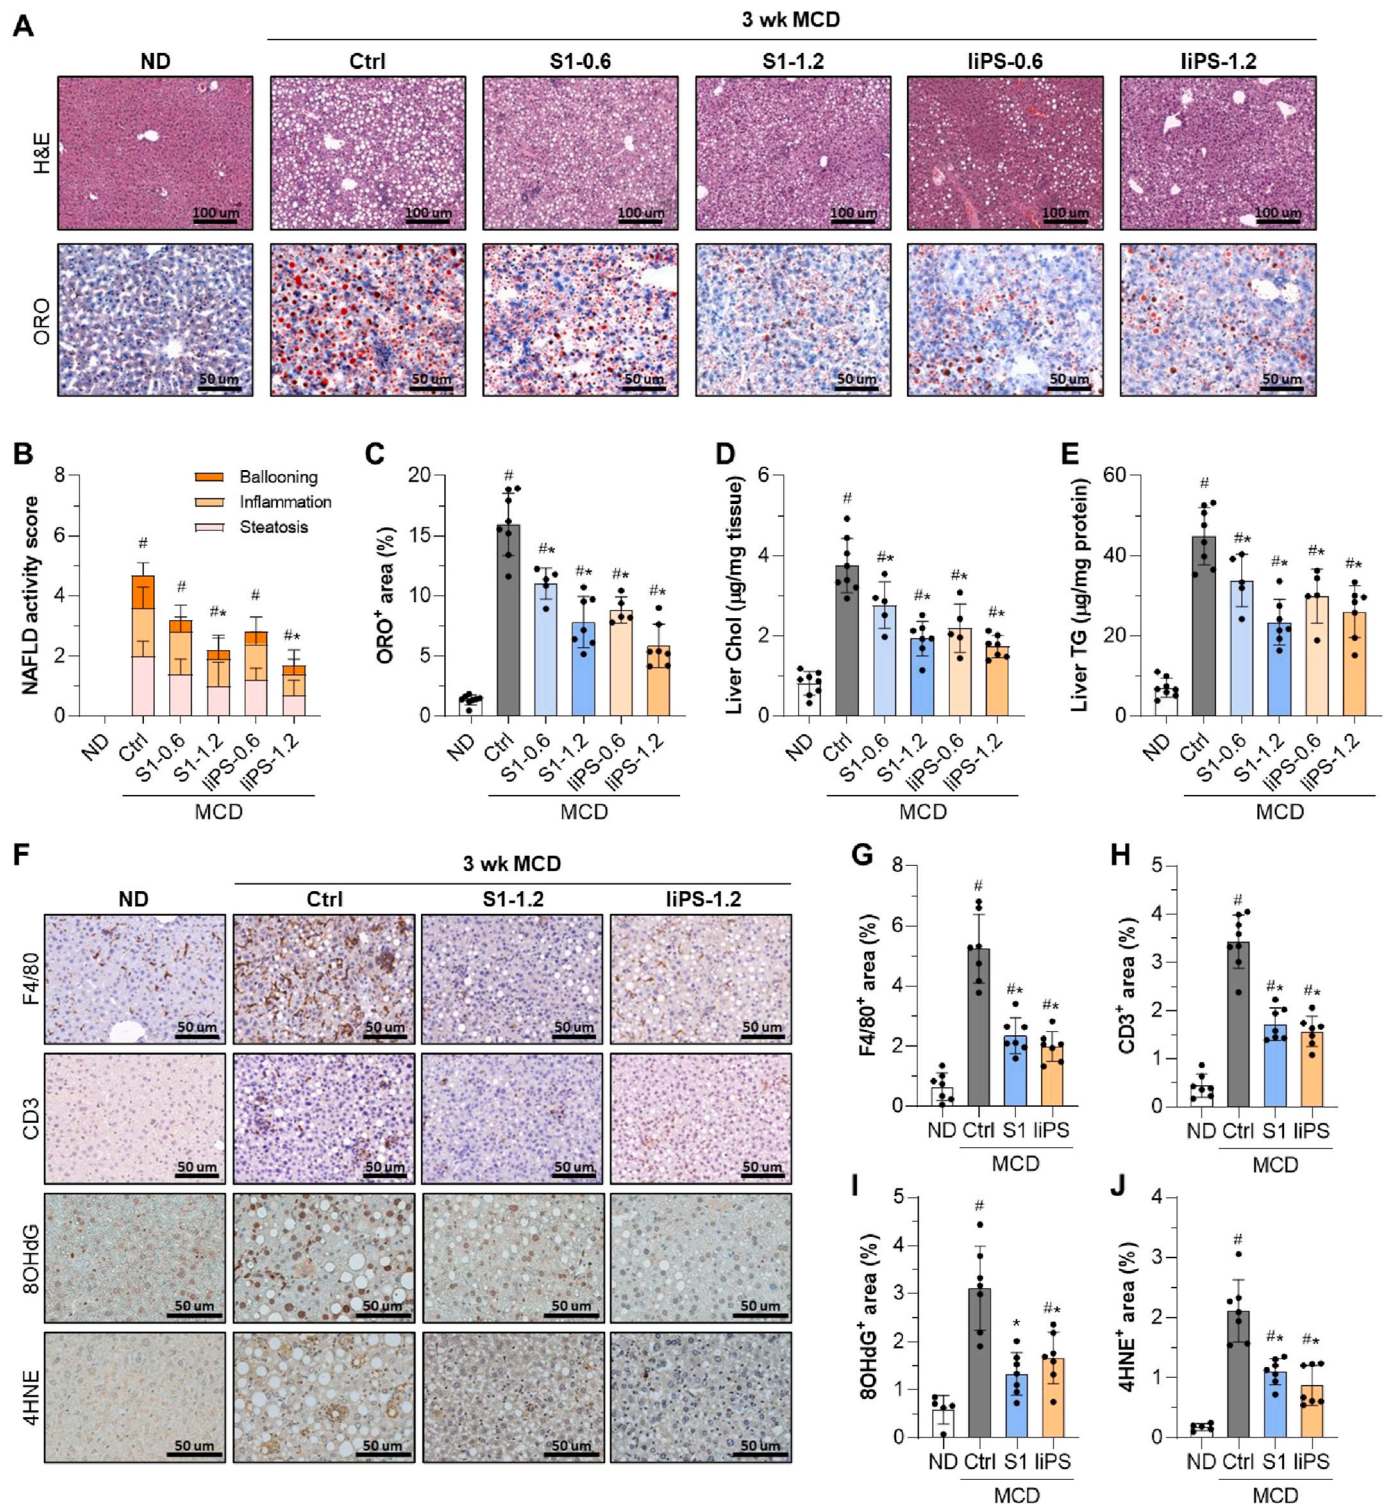 A
3 wk MCD
ND Ctrl S1-0.6 S1-1.2 liPS-0.6 liPS-1.2
H&E
100 um 100 um 100 um 100 um 100 um 100 um
ORO
50 um 50 um 50 um 50 um 50 um 50 um
B
NAFLD activity score
8
6
4
2
0
Ballooning
Inflammation
Steatosis
# # #* # #*
ND Ctrl S1-0.6 S1-1.2 liPS-0.6 liPS-1.2
MCD
C
ORO+ area (%)
20
15
10
5
0
# #* #* #* #*
ND Ctrl S1-0.6 S1-1.2 liPS-0.6 liPS-1.2
MCD
D
Liver Chol (µg/mg tissue)
6
4
2
0
# #* #* #* #*
ND Ctrl S1-0.6 S1-1.2 liPS-0.6 liPS-1.2
MCD
E
Liver TG (µg/mg protein)
60
40
20
0
# #* #* #* #*
ND Ctrl S1-0.6 S1-1.2 liPS-0.6 liPS-1.2
MCD
F
3 wk MCD
ND Ctrl S1-1.2 liPS-1.2
F4/80
50 um 50 um 50 um 50 um
CD3
50 um 50 um 50 um 50 um
8OHdG
50 um 50 um 50 um 50 um
4HNE
50 um 50 um 50 um 50 um
G
F4/80+ area (%)
8
6
4
2
0
# #* #*
ND Ctrl S1 liPS
MCD
H
CD3+ area (%)
5
4
3
2
1
0
# #* #*
ND Ctrl S1 liPS
MCD
I
8OHdG+ area (%)
5
4
3
2
1
0
# * #*
ND Ctrl S1 liPS
MCD
J
4HNE+ area (%)
4
3
2
1
0
# #* #*
ND Ctrl S1 liPS
MCD